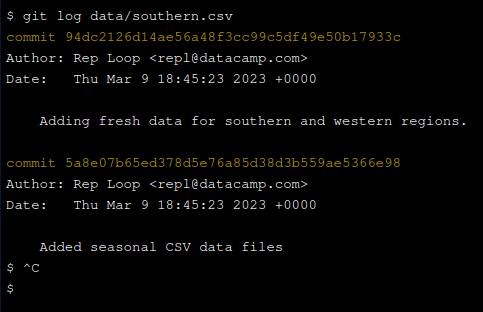 $ git log data/southern.csv
commit 94dc2126d14ae56a48f3cc99c5df49e50b17933c
Author: Rep Loop <repl@datacamp.com>
Date:   Thu Mar 9 18:45:23 2023 +0000
    Adding fresh data for southern and western regions.
commit 5a8e07b65ed378d5e76a85d38d3b559ae5366e98
Author: Rep Loop <repl@datacamp.com>
Date:   Thu Mar 9 18:45:23 2023 +0000
    Added seasonal CSV data files
$ ^C
$